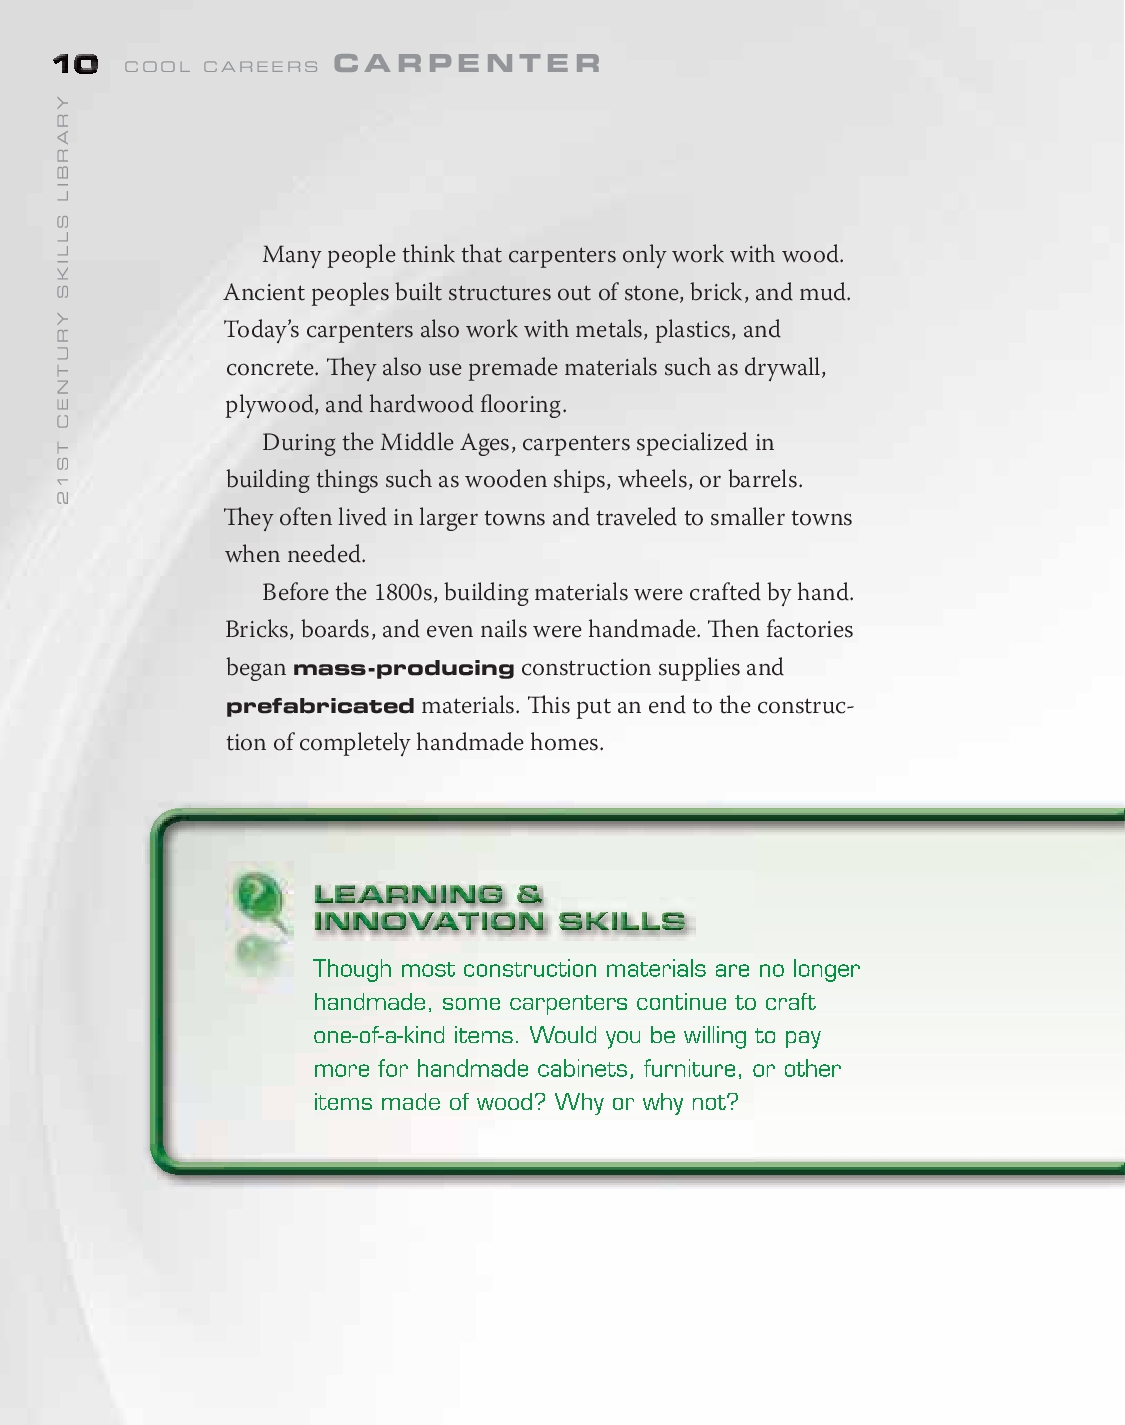 10 COOL CAREERS CARPENTER
21ST CENTURY SKILLS LIBRARY
Many people think that carpenters only work with wood.
Ancient peoples built structures out of stone, brick, and mud.
Today’s carpenters also work with metals, plastics, and
concrete. They also use premade materials such as drywall,
plywood, and hardwood flooring.
During the Middle Ages, carpenters specialized in
building things such as wooden ships, wheels, or barrels.
They often lived in larger towns and traveled to smaller towns
when needed.
Before the 1800s, building materials were crafted by hand.
Bricks, boards, and even nails were handmade. Then factories
began mass-producing construction supplies and
prefabricated materials. This put an end to the construc-
tion of completely handmade homes.
LEARNING &
INNOVATION SKILLS
Though most construction materials are no longer
handmade, some carpenters continue to craft
one-of-a-kind items. Would you be willing to pay
more for handmade cabinets, furniture, or other
items made of wood? Why or why not?